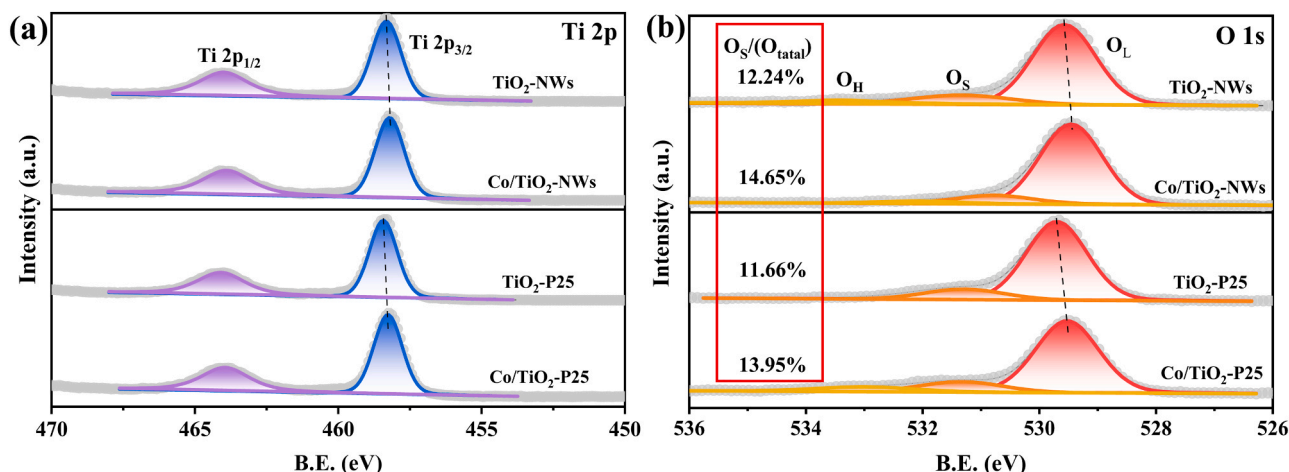 (a)
Ti 2p
Ti 2p1/2
Ti 2p3/2
TiO2-NWs
Co/TiO2-NWs
TiO2-P25
Co/TiO2-P25
Intensity (a.u.)
470 465 460 455 450
B.E. (eV)
(b)
O 1s
OS/(Otatal)
12.24%
OH
OS
OL
TiO2-NWs
14.65%
Co/TiO2-NWs
11.66%
TiO2-P25
13.95%
Co/TiO2-P25
Intensity (a.u.)
536 534 532 530 528 526
B.E. (eV)